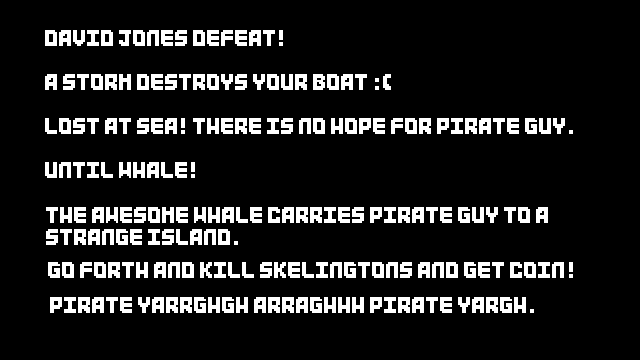 DAVID JONES DEFEAT!
A STORM DESTROYS YOUR BOAT :(
LOST AT SEA! THERE IS NO HOPE FOR PIRATE GUY.
UNTIL WHALE!
THE AWESOME WHALE CARRIES PIRATE GUY TO A
STRANGE ISLAND.
GO FORTH AND KILL SKELINGTONS AND GET COIN!
PIRATE YARRGHGH ARRAGHHH PIRATE YARGH.